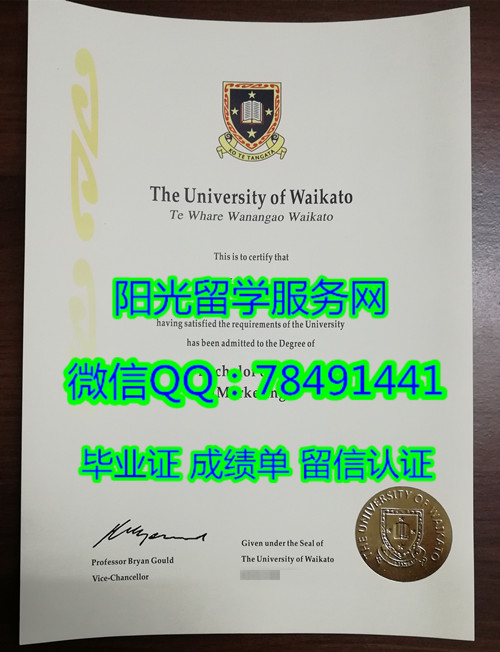 KO TE TANGATA
The University of Waikato
Te Whare Wanangao Waikato
This is to certify that
阳光留学服务网
having satisfied the requirements of the University
has been admitted to the Degree of
微信QQ：78491441
Marketing
毕业证 成绩单 留信认证
Professor Bryan Gould
Vice-Chancellor
Given under the Seal of
The University of Waikato
THE UNIVERSITY OF WAIKATO